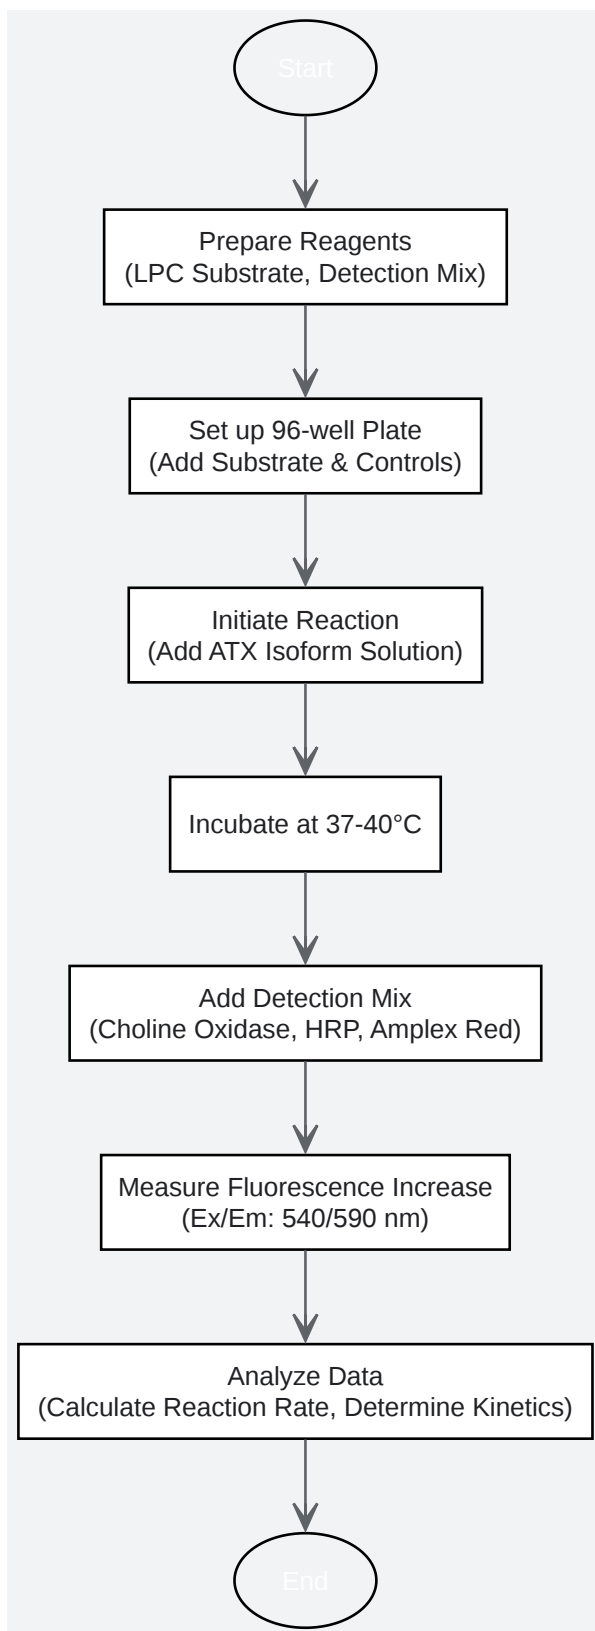 Start
Prepare Reagents
(LPC Substrate, Detection Mix)
Set up 96-well Plate
(Add Substrate & Controls)
Initiate Reaction
(Add ATX Isoform Solution)
Incubate at 37-40°C
Add Detection Mix
(Choline Oxidase, HRP, Amplex Red)
Measure Fluorescence Increase
(Ex/Em: 540/590 nm)
Analyze Data
(Calculate Reaction Rate, Determine Kinetics)
End